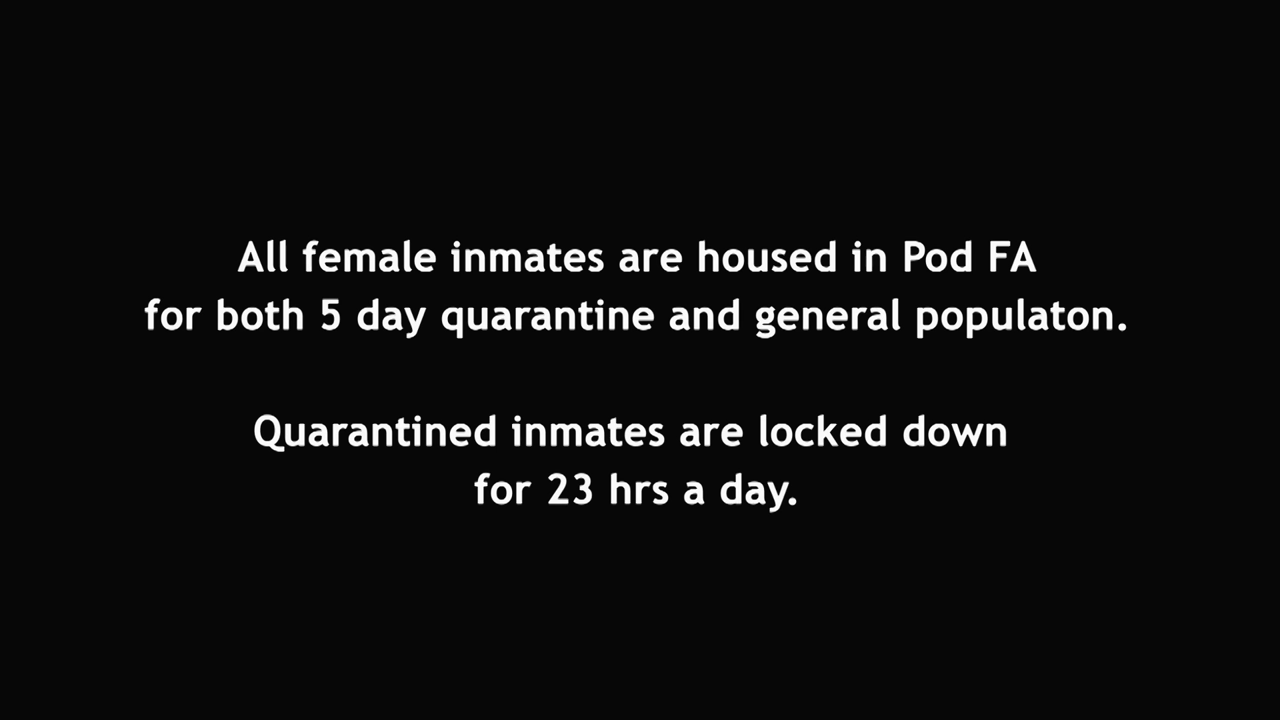 All female inmates are housed in Pod FA
for both 5 day quarantine and general populaton.
Quarantined inmates are locked down
for 23 hrs a day.